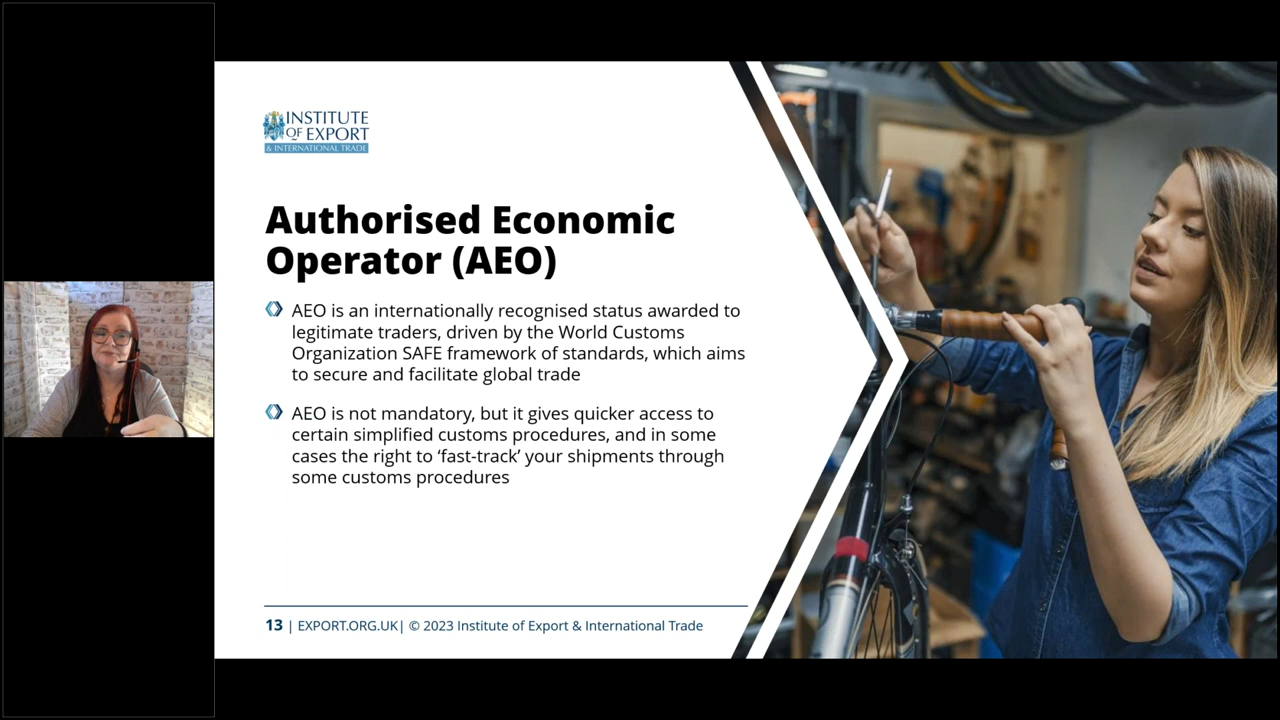 INSTITUTE
OF EXPORT
& INTERNATIONAL TRADE
Authorised Economic
Operator (AEO)
AEO is an internationally recognised status awarded to
legitimate traders, driven by the World Customs
Organization SAFE framework of standards, which aims
to secure and facilitate global trade
AEO is not mandatory, but it gives quicker access to
certain simplified customs procedures, and in some
cases the right to ‘fast-track’ your shipments through
some customs procedures
13 | EXPORT.ORG.UK| © 2023 Institute of Export & International Trade